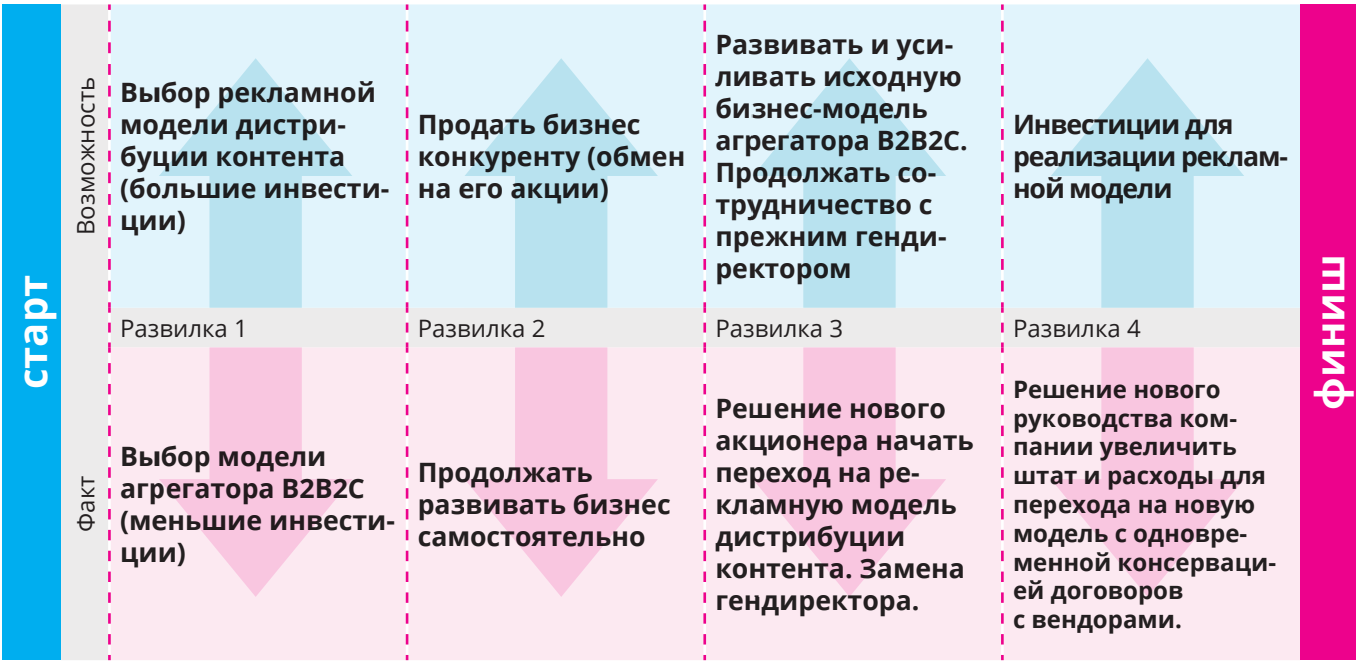 старт
Возможность
Выбор рекламной
модели дистри-
буции контента
(большие инвести-
ции)
Продать бизнес
конкуренту (обмен
на его акции)
Развивать и уси-
ливать исходную
бизнес-модель
агрегатора B2B2C.
Продолжать со-
трудничество с
прежним генди-
ректором
Инвестиции для
реализации реклам-
ной модели
Развилка 1
Развилка 2
Развилка 3
Развилка 4
Факт
Выбор модели
агрегатора B2B2C
(меньшие инвести-
ции)
Продолжать
развивать бизнес
самостоятельно
Решение нового
акционера начать
переход на ре-
кламную модель
дистрибуции
контента. Замена
гендиректора.
Решение нового
руководства ком-
пании увеличить
штат и расходы для
перехода на новую
модель с одновре-
менной консерваци-
ей договоров
с вендорами.
финиш